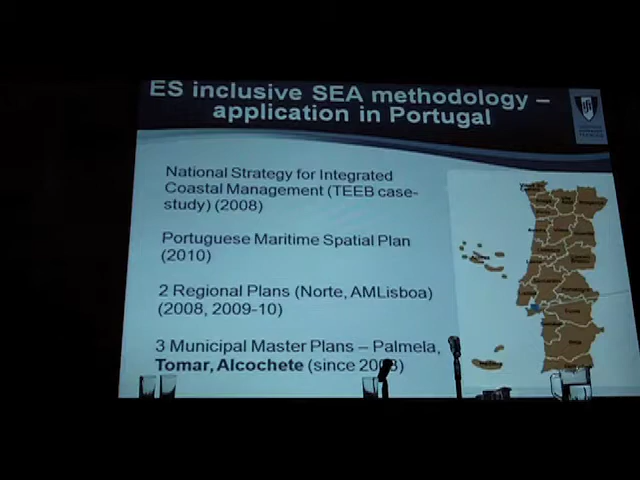 ES inclusive SEA methodology –
application in Portugal
National Strategy for Integrated
Coastal Management (TEEB case-
study) (2008)
Portuguese Maritime Spatial Plan
(2010)
2 Regional Plans (Norte, AMLisboa)
(2008, 2009-10)
3 Municipal Master Plans – Palmela,
Tomar, Alcochete (since 2008)